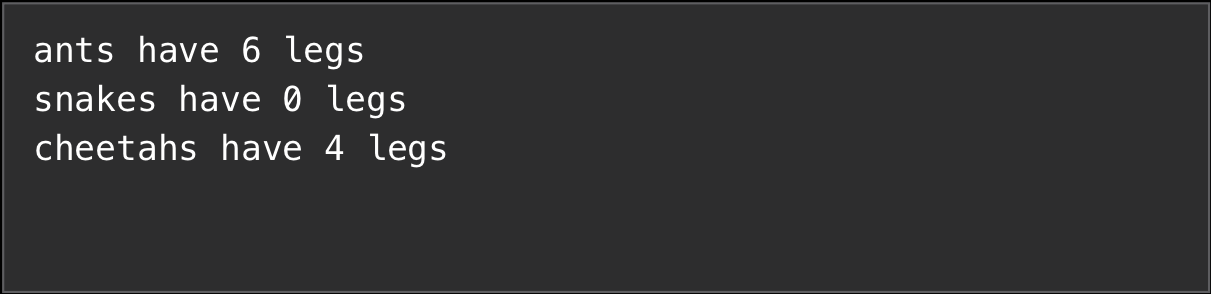 ants have 6 legs
snakes have 0 legs
cheetahs have 4 legs